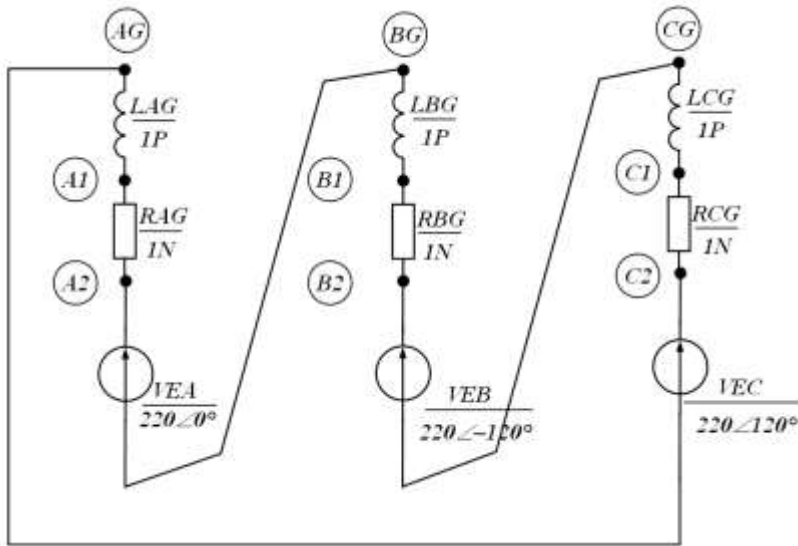 AG
BG
CG
LAG
1P
LBG
1P
LCG
1P
A1
B1
C1
RAG
1N
RBG
1N
RCG
1N
A2
B2
C2
VEA
220∠0°
VEB
220∠-120°
VEC
220∠120°